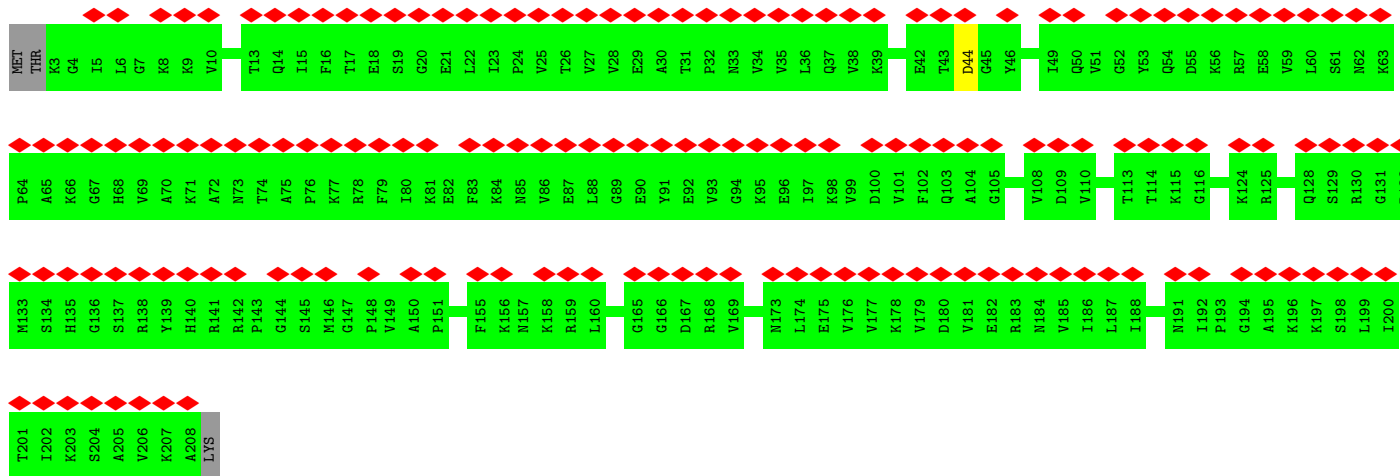 MET THR K3 G4 I5 L6 G7 K8 K9 V10 T13 Q14 I15 F16 T17 E18 S19 G20 E21 L22 I23 P24 V25 T26 V27 V28 E29 A30 T31 P32 N33 V34 V35 L36 Q37 V38 K39 E42 T43 D44 G45 Y46 I49 Q50 V51 G52 Y53 Q54 D55 K56 R57 E58 V59 L60 S61 N62 K63
P64 A65 K66 G67 H68 V69 A70 K71 A72 N73 T74 A75 P76 K77 R78 F79 I80 K81 E82 F83 K84 N85 V86 E87 L88 G89 E90 Y91 E92 V93 G94 K95 E96 I97 K98 V99 D100 V101 F102 Q103 A104 G105 V108 D109 V110 T113 T114 K115 G116 K124 R125 Q128 S129 R130 G131
M133 S134 H135 G136 S137 R138 Y139 H140 R141 R142 P143 G144 S145 M146 G147 P148 V149 A150 P151 F155 K156 N157 K158 R159 L160 G165 G166 D167 R168 V169 N173 L174 E175 V176 V177 K178 V179 D180 V181 E182 R183 N184 V185 I186 L187 I188 N191 I192 P193 G194 A195 K196 K197 S198 L199 I200
T201 I202 K203 S204 A205 V206 K207 A208 LYS